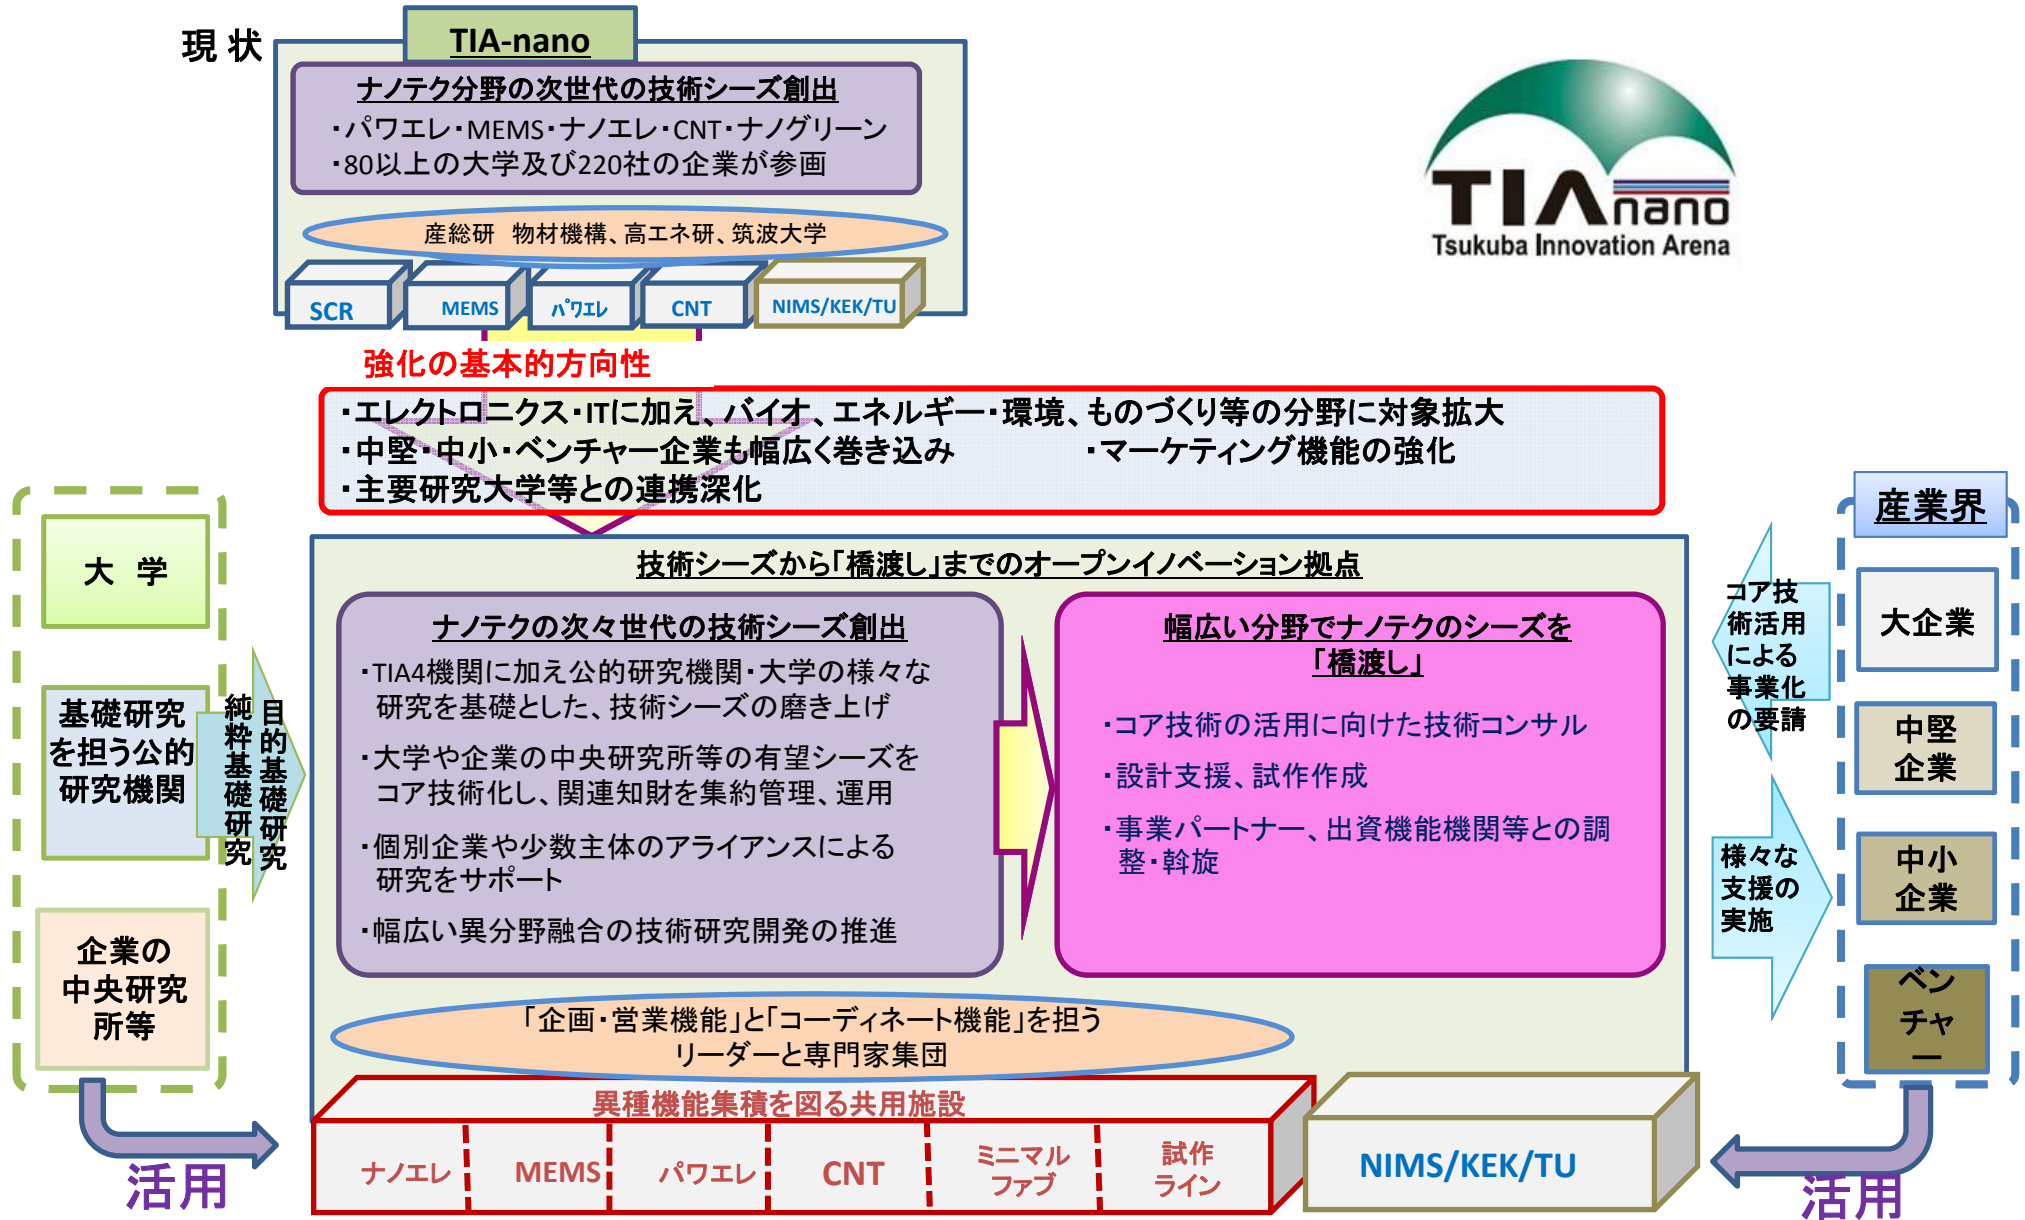 現 状
TIA-nano
ナノテク分野の次世代の技術シーズ創出
・パワエレ・MEMS・ナノエレ・CNT・ナノグリーン
・80以上の大学及び220社の企業が参画
産総研　物材機構、高エネ研、筑波大学
SCR
MEMS
ﾊﾟﾜｴﾚ
CNT
NIMS/KEK/TU
TIA nano
Tsukuba Innovation Arena
強化の基本的方向性
・エレクトロニクス・ITに加え、バイオ、エネルギー・環境、ものづくり等の分野に対象拡大
・中堅・中小・ベンチャー企業も幅広く巻き込み　・マーケティング機能の強化
・主要研究大学等との連携深化
大　学
基礎研究
を担う公的
研究機関
企業の
中央研究
所等
純粋基礎研究
目的基礎研究
活用
技術シーズから「橋渡し」までのオープンイノベーション拠点
ナノテクの次々世代の技術シーズ創出
・TIA4機関に加え公的研究機関・大学の様々な
研究を基礎とした、技術シーズの磨き上げ
・大学や企業の中央研究所等の有望シーズを
コア技術化し、関連知財を集約管理、運用
・個別企業や少数主体のアライアンスによる
研究をサポート
・幅広い異分野融合の技術研究開発の推進
幅広い分野でナノテクのシーズを
「橋渡し」
・コア技術の活用に向けた技術コンサル
・設計支援、試作作成
・事業パートナー、出資機能機関等との調
整・斡旋
「企画・営業機能」と「コーディネート機能」を担う
リーダーと専門家集団
異種機能集積を図る共用施設
ナノエレ
MEMS
パワエレ
CNT
ミニマル
ファブ
試作
ライン
NIMS/KEK/TU
コア技
術活用
による
事業化
の要請
様々な
支援の
実施
産業界
大企業
中堅
企業
中小
企業
ベン
チャ
ー
活用